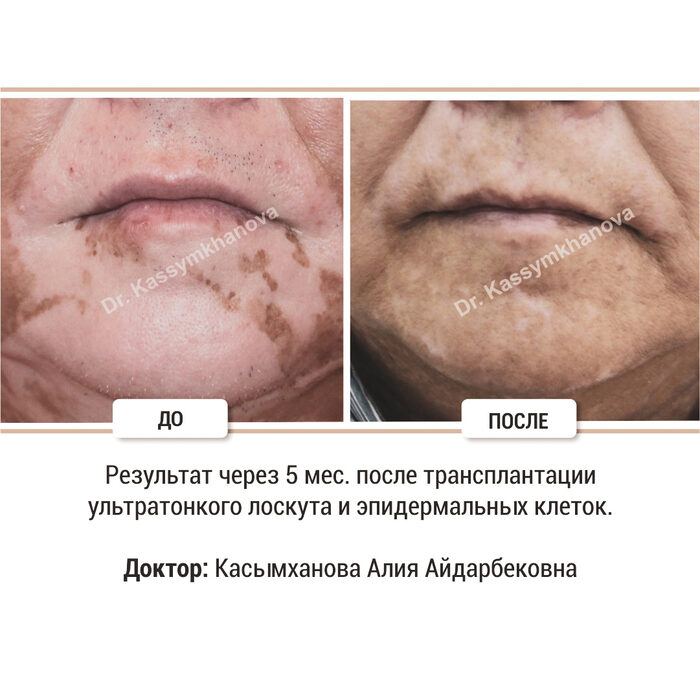 Dr. Kassymkhanova
Dr. Kassymkhanova
ДО
ПОСЛЕ
Результат через 5 мес. после трансплантации
ультратонкого лоскута и эпидермальных клеток.
Доктор: Касымханова Алия Айдарбековна